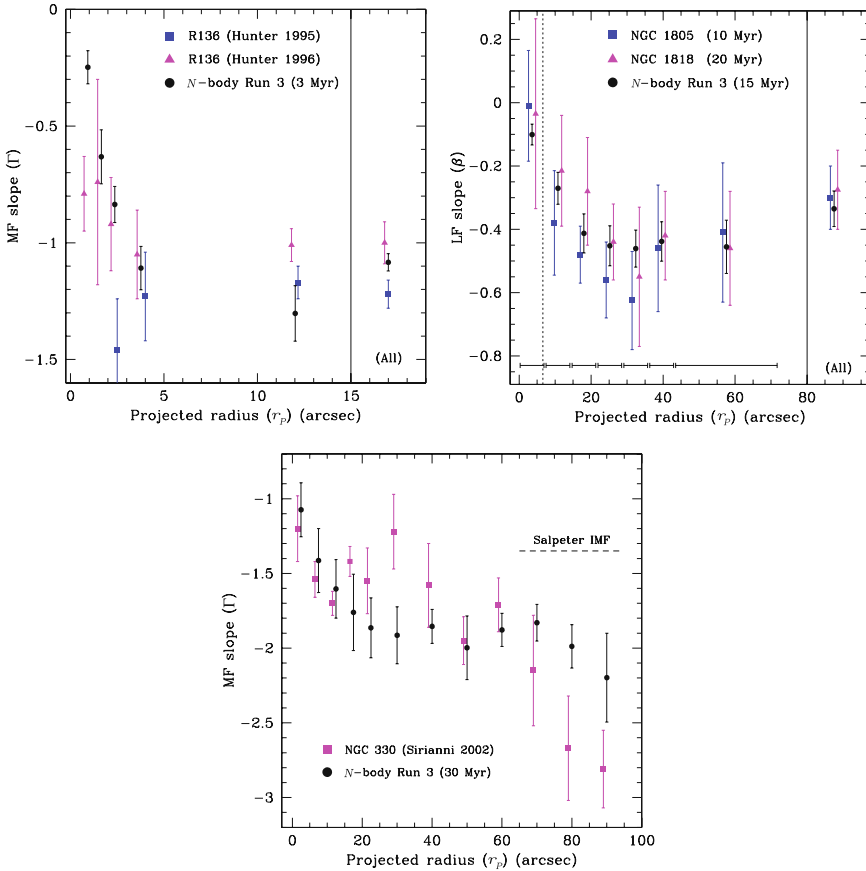 0
−0.5
−1
−1.5
MF slope (Γ)
R136 (Hunter 1995)
R136 (Hunter 1996)
N−body Run 3 (3 Myr)
(All)
0 5 10 15
Projected radius (r_p) (arcsec)
0.2
0
−0.2
−0.4
−0.6
−0.8
LF slope (β)
NGC 1805 (10 Myr)
NGC 1818 (20 Myr)
N−body Run 3 (15 Myr)
(All)
0 20 40 60 80
Projected radius (r_p) (arcsec)
−1
−1.5
−2
−2.5
−3
MF slope (Γ)
Salpeter IMF
NGC 330 (Sirianni 2002)
N−body Run 3 (30 Myr)
0 20 40 60 80 100
Projected radius (r_p) (arcsec)